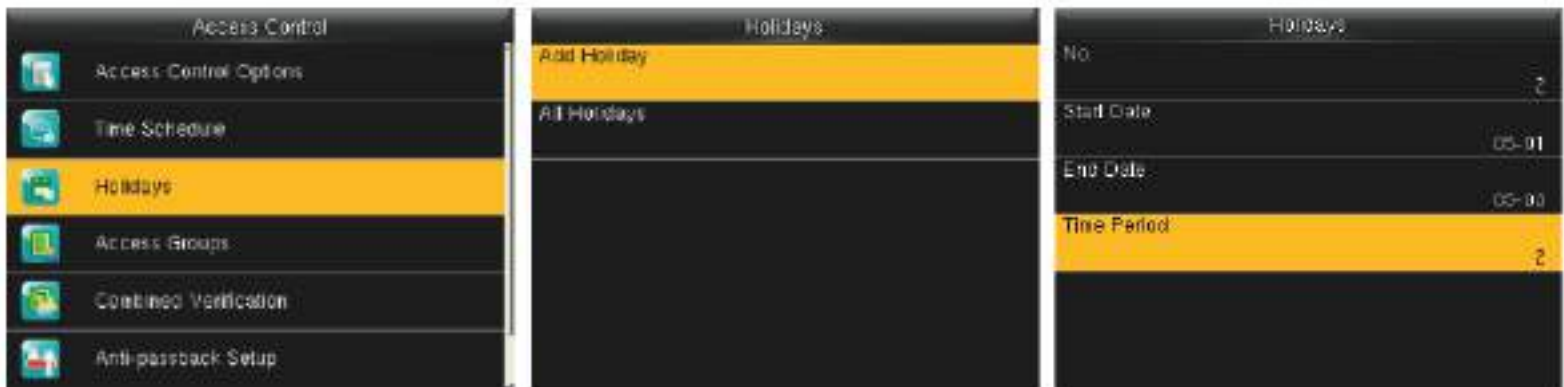 Access Control
Access Control Options
Time Schedule
Holidays
Access Groups
Combined Verification
Anti-passback Setup
Holidays
Add Holiday
All Holidays
Holidays
No.
2
Start Date
05-01
End Date
Time Period
2